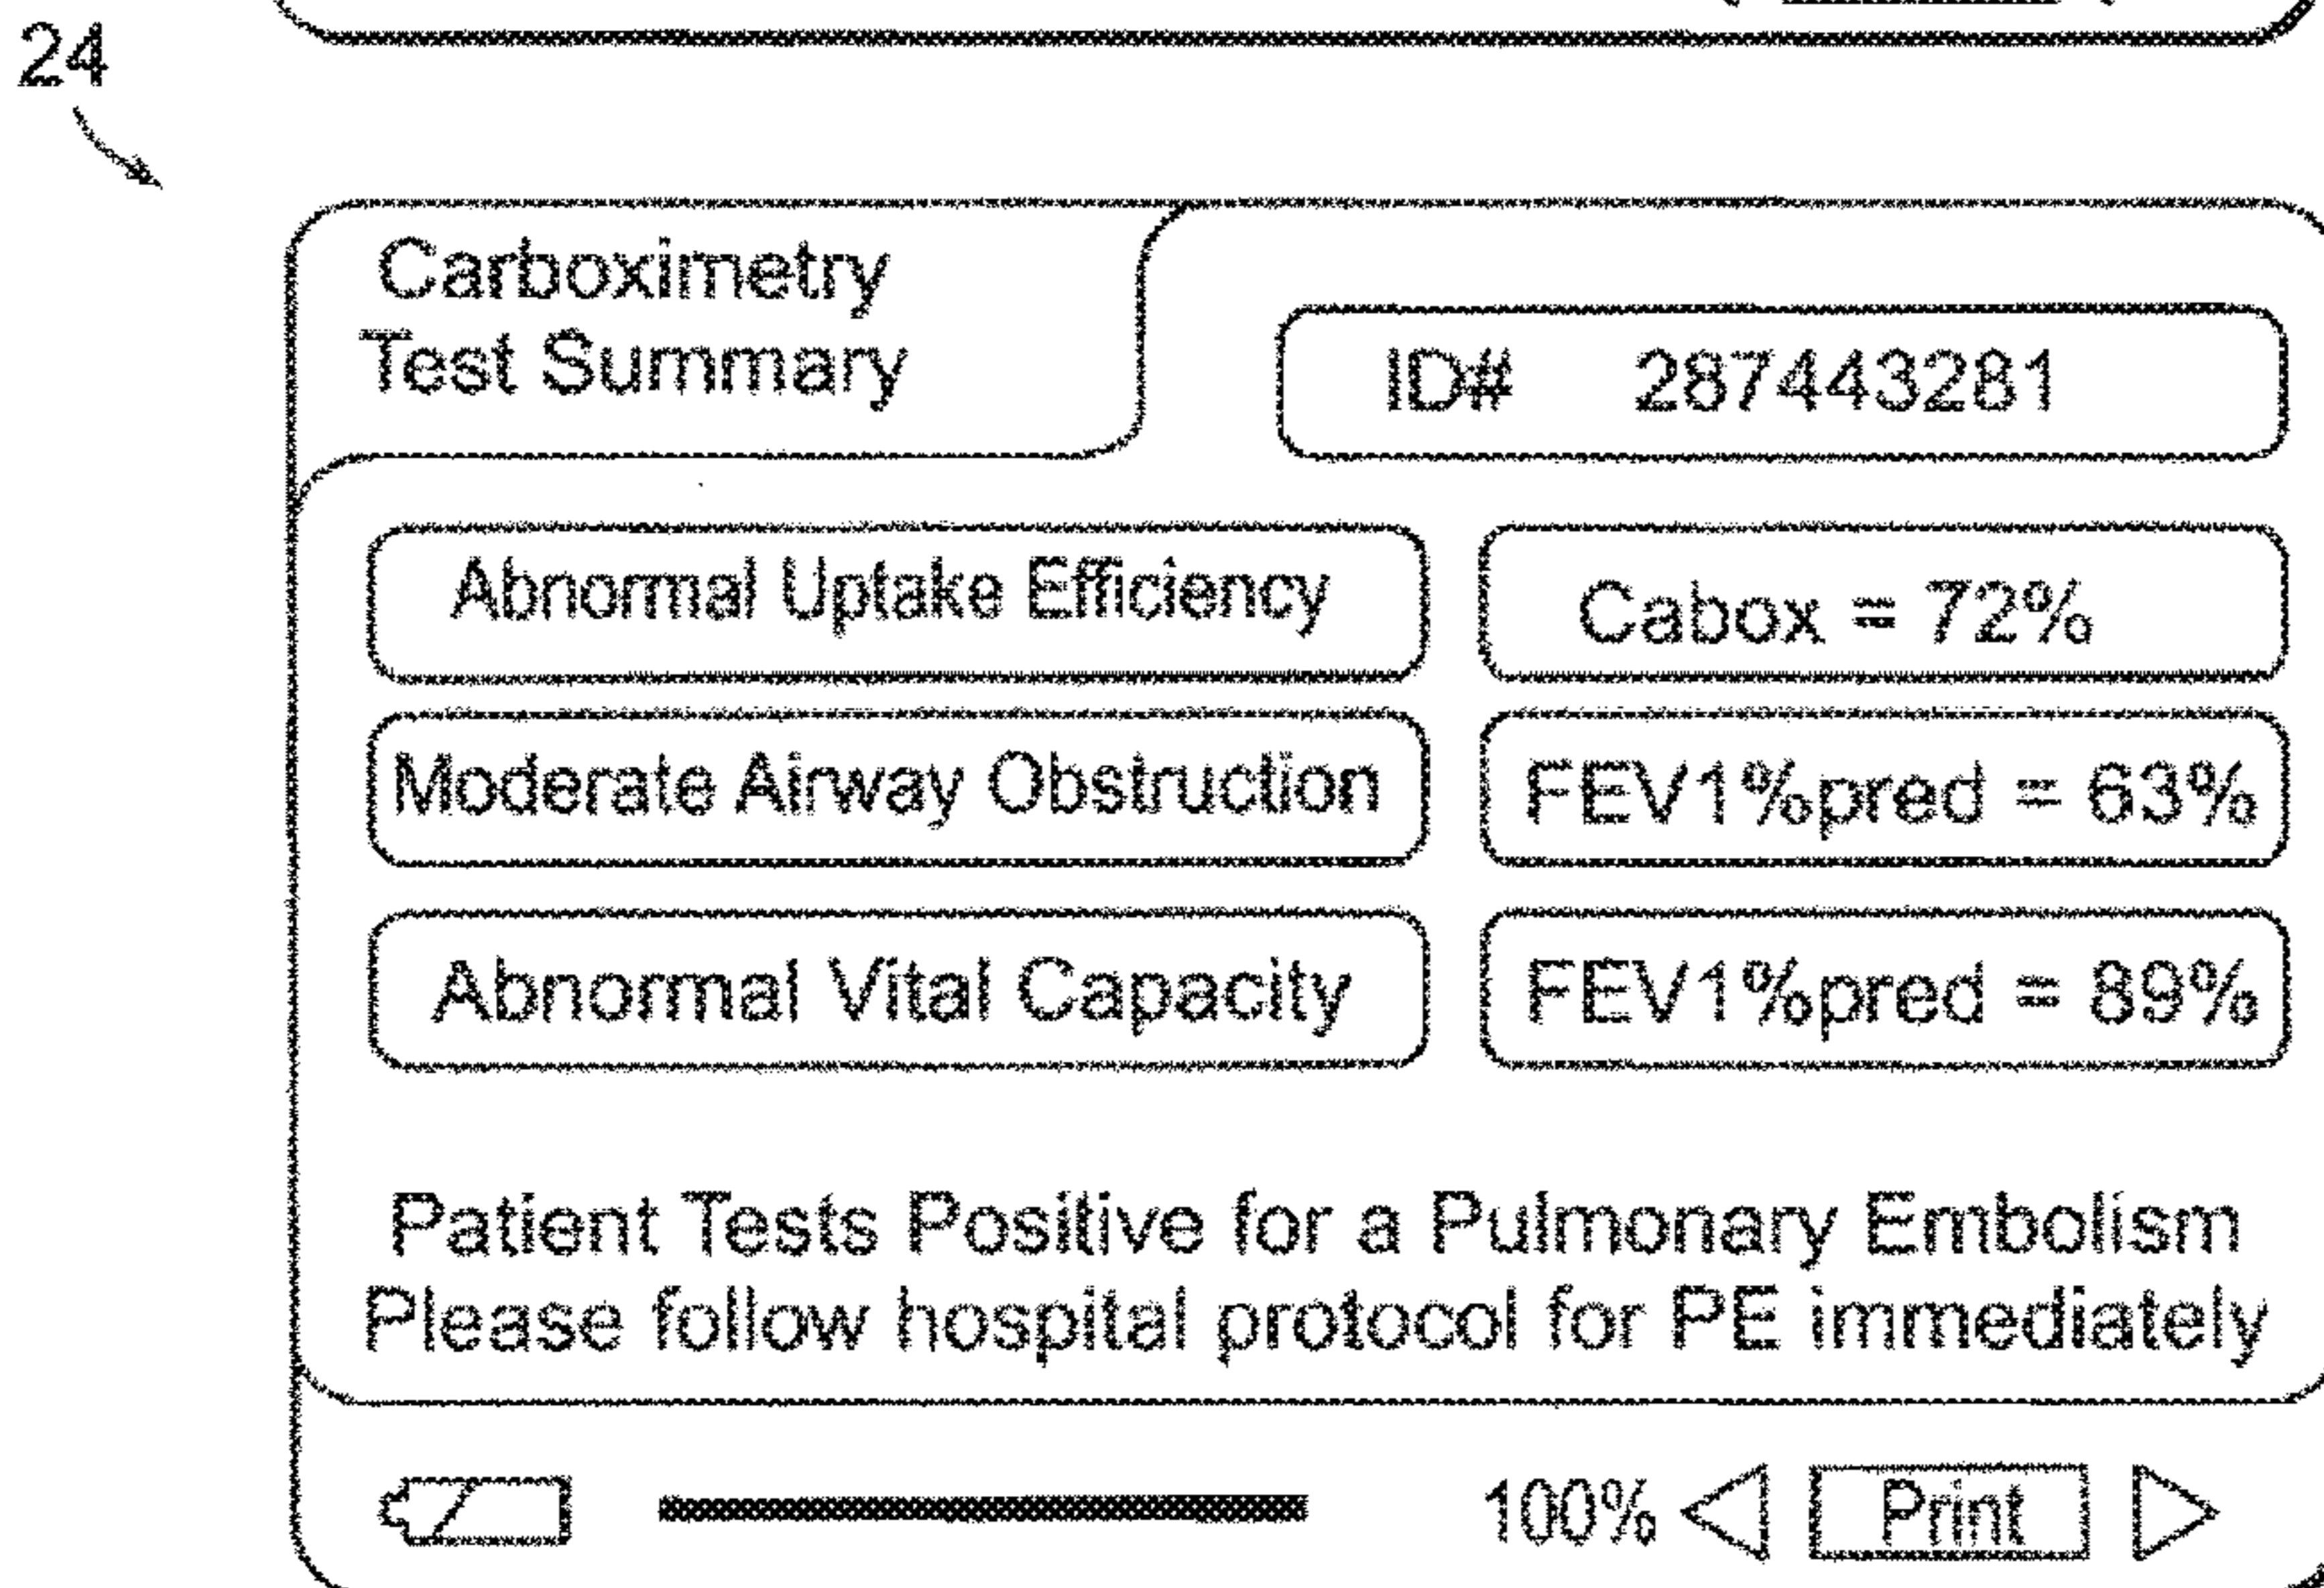 24
Carboximetry
Test Summary
ID# 287443281
Abnormal Uptake Efficiency
Cabox = 72%
Moderate Airway Obstruction
FEV1%pred = 63%
Abnormal Vital Capacity
FEV1%pred = 89%
Patient Tests Positive for a Pulmonary Embolism
Please follow hospital protocol for PE immediately
100% Print